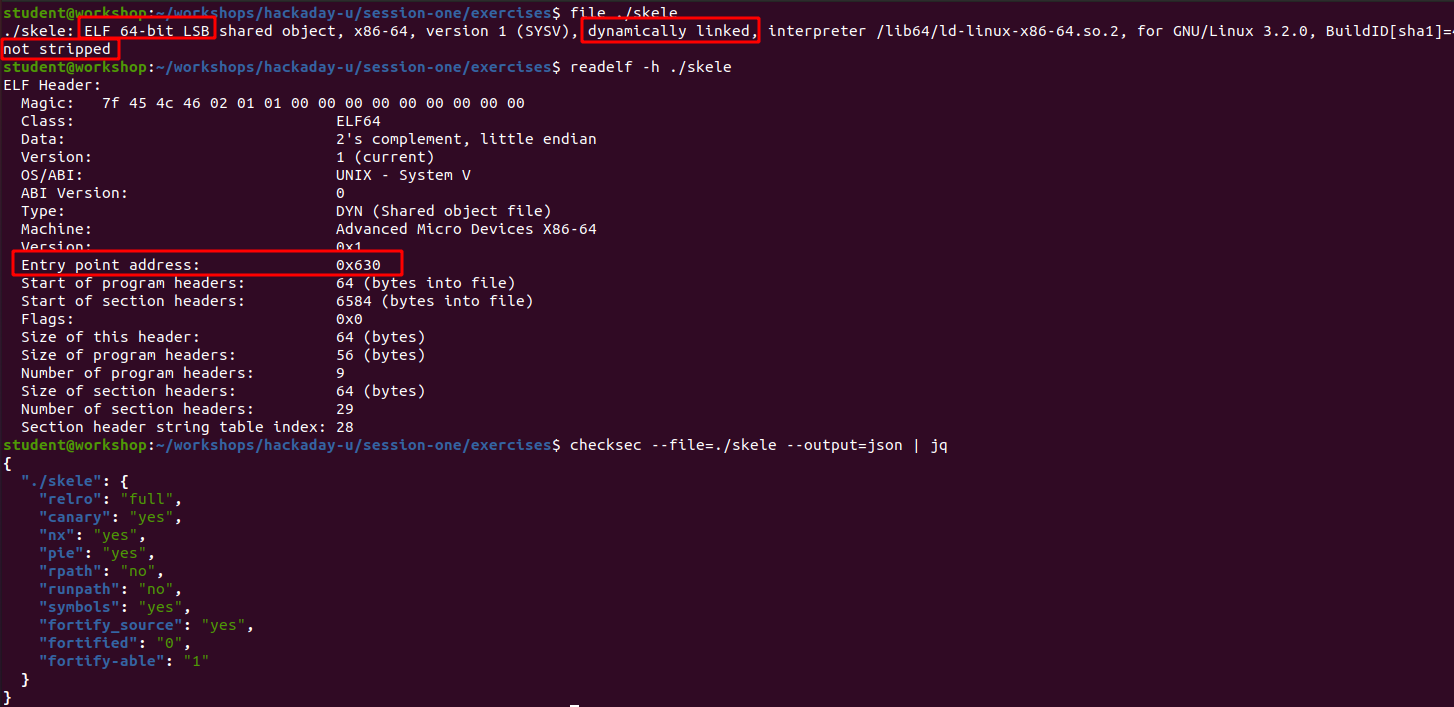 student@workshop:~/workshops/hackaday-u/session-one/exercises$ file ./skele
./skele: ELF 64-bit LSB shared object, x86-64, version 1 (SYSV), dynamically linked, interpreter /lib64/ld-linux-x86-64.so.2, for GNU/Linux 3.2.0, BuildID[sha1]=
not stripped
student@workshop:~/workshops/hackaday-u/session-one/exercises$ readelf -h ./skele
ELF Header:
  Magic:   7f 45 4c 46 02 01 01 00 00 00 00 00 00 00 00 00
  Class:                             ELF64
  Data:                              2's complement, little endian
  Version:                           1 (current)
  OS/ABI:                            UNIX - System V
  ABI Version:                       0
  Type:                              DYN (Shared object file)
  Machine:                           Advanced Micro Devices X86-64
  Version:                           0x1
  Entry point address:               0x630
  Start of program headers:          64 (bytes into file)
  Start of section headers:          6584 (bytes into file)
  Flags:                             0x0
  Size of this header:               64 (bytes)
  Size of program headers:           56 (bytes)
  Number of program headers:         9
  Size of section headers:           64 (bytes)
  Number of section headers:         29
  Section header string table index: 28
student@workshop:~/workshops/hackaday-u/session-one/exercises$ checksec --file=./skele --output=json | jq
{
  "./skele": {
    "relro": "full",
    "canary": "yes",
    "nx": "yes",
    "pie": "yes",
    "rpath": "no",
    "runpath": "no",
    "symbols": "yes",
    "fortify_source": "yes",
    "fortified": "0",
    "fortify-able": "1"
  }
}